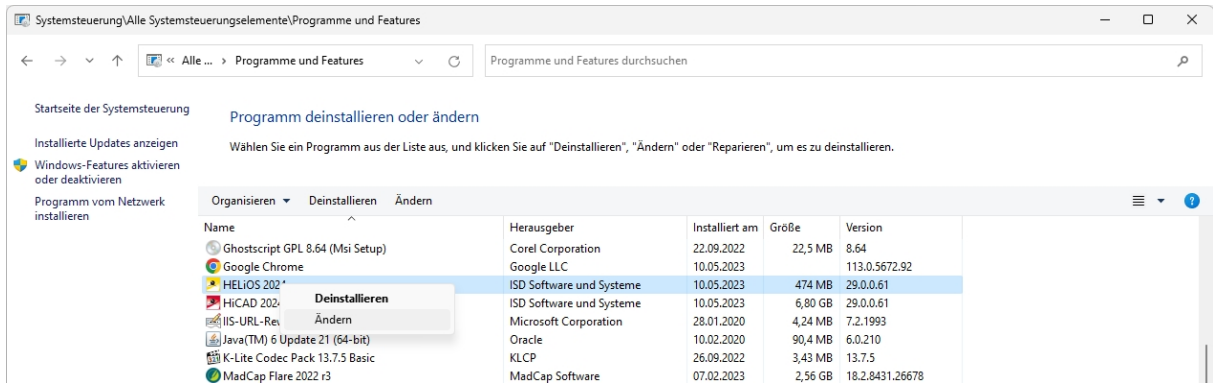 Systemsteuerung\Alle Systemsteuerungselemente\Programme und Features
« Alle ... › Programme und Features
Programme und Features durchsuchen
Startseite der Systemsteuerung
Installierte Updates anzeigen
Windows-Features aktivieren
oder deaktivieren
Programm vom Netzwerk
installieren
Programm deinstallieren oder ändern
Wählen Sie ein Programm aus der Liste aus, und klicken Sie auf "Deinstallieren", "Ändern" oder "Reparieren", um es zu deinstallieren.
Organisieren Deinstallieren Ändern
Name Herausgeber Installiert am Größe Version
Ghostscript GPL 8.64 (Msi Setup) Corel Corporation 22.09.2022 22,5 MB 8.64
Google Chrome Google LLC 10.05.2023 113.0.5672.92
HELiOS 2024 ISD Software und Systeme 10.05.2023 474 MB 29.0.0.61
HiCAD 2024 ISD Software und Systeme 10.05.2023 6,80 GB 29.0.0.61
Deinstallieren
Ändern
Microsoft Corporation 28.01.2020 4,24 MB 7.2.1993
Java(TM) 6 Update 21 (64-bit) Oracle 10.02.2020 90,4 MB 6.0.210
K-Lite Codec Pack 13.7.5 Basic KLCP 26.09.2022 3,43 MB 13.7.5
MadCap Flare 2022 r3 MadCap Software 07.02.2023 2,56 GB 18.2.8431.26678